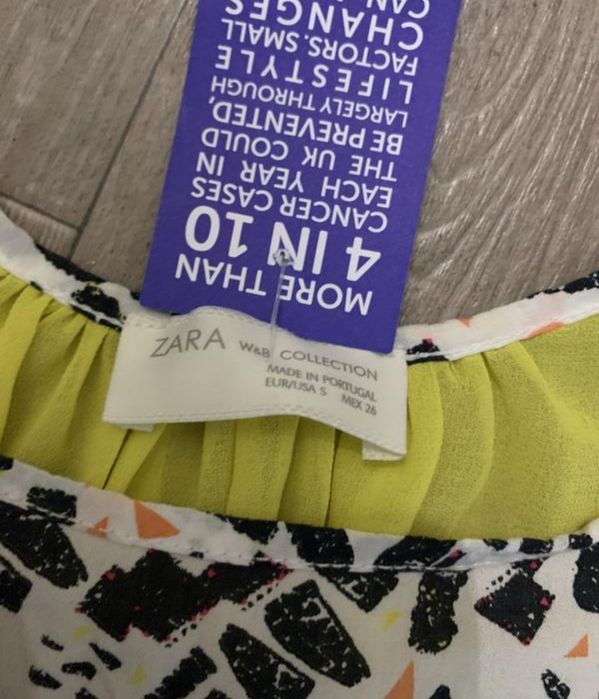 MORE THAN
4 IN 10
CANCER CASES
EACH YEAR IN
THE UK COULD
BE PREVENTED,
LARGELY THROUGH
LIFESTYLE
FACTORS. SMALL
CHANGES
CAN
ZARA W&B COLLECTION
MADE IN PORTUGAL
EUR/USA S MEX 26